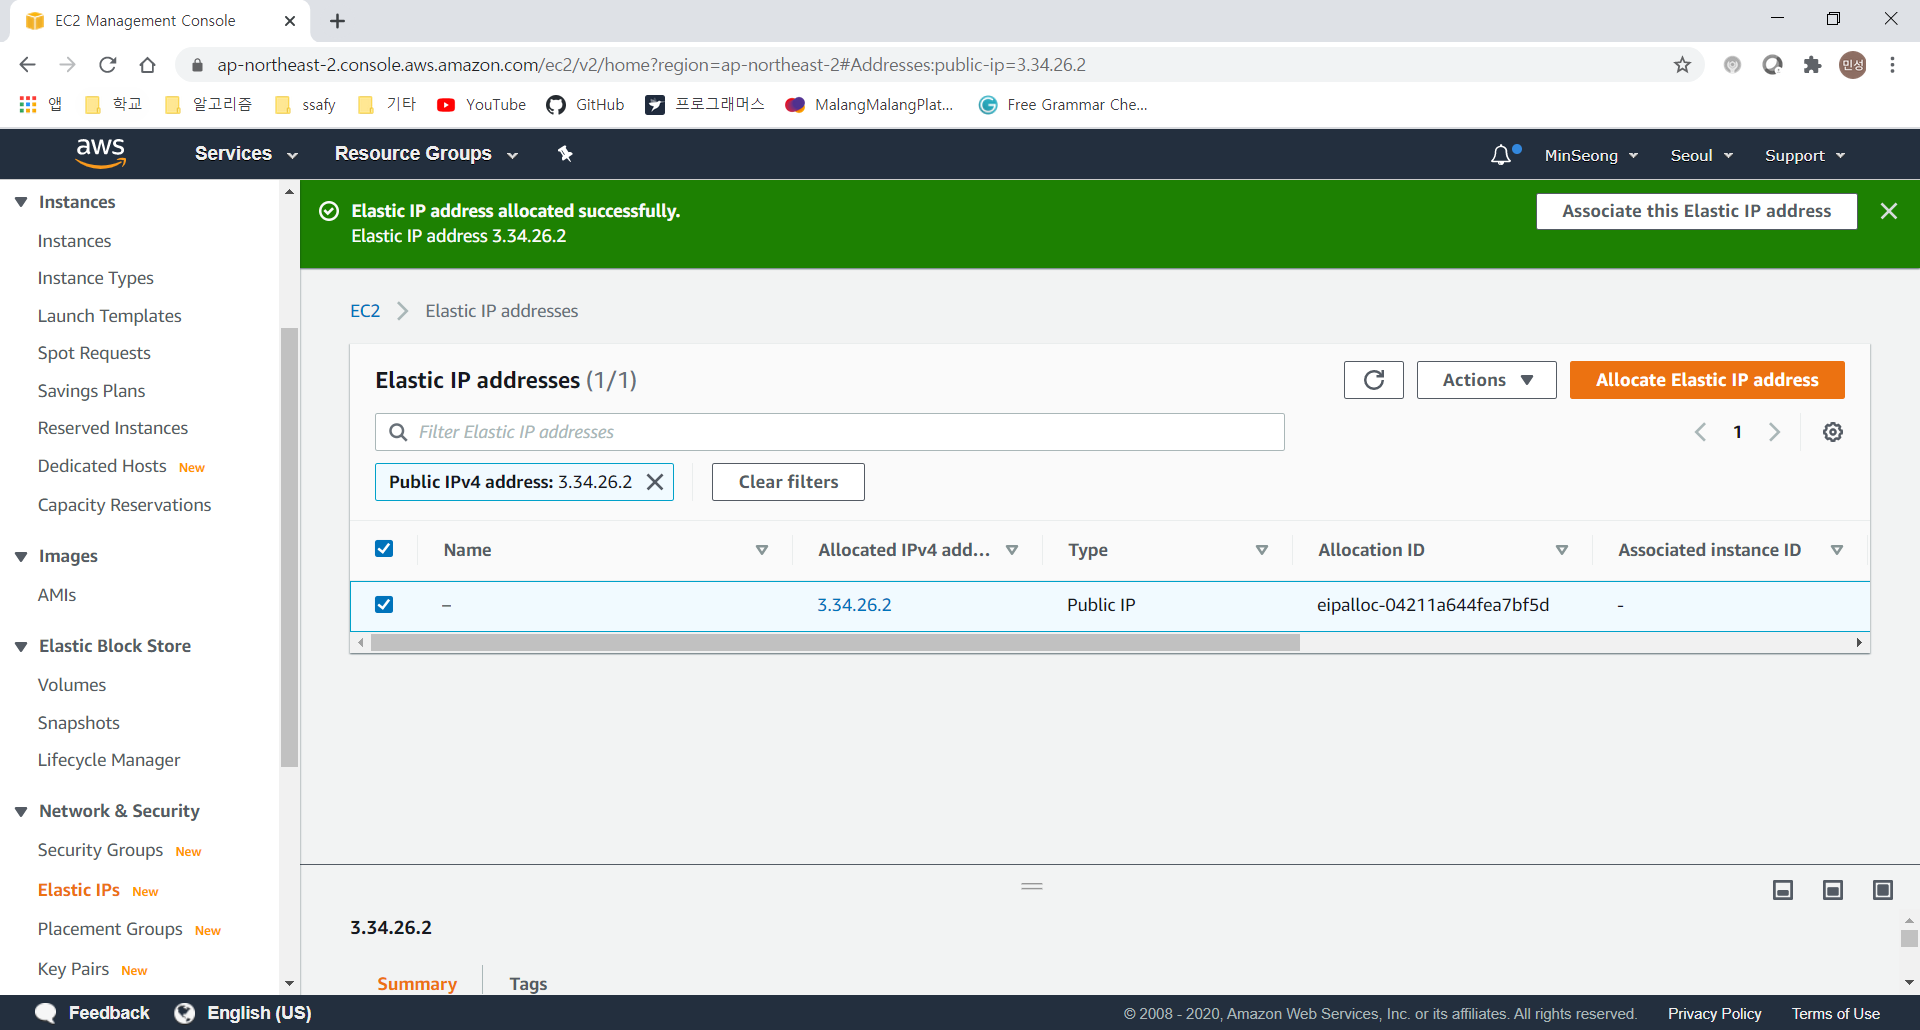 EC2 Management Console
ap-northeast-2.console.aws.amazon.com/ec2/v2/home?region=ap-northeast-2#Addresses:public-ip=3.34.26.2
민성
앱 학교 알고리즘 ssafy 기타 YouTube GitHub 프로그래머스 MalangMalangPlat... Free Grammar Che...
aws Services Resource Groups MinSeong Seoul Support
Instances
Instances
Instance Types
Launch Templates
Spot Requests
Savings Plans
Reserved Instances
Dedicated Hosts New
Capacity Reservations
Images
AMIs
Elastic Block Store
Volumes
Snapshots
Lifecycle Manager
Network & Security
Security Groups New
Elastic IPs New
Placement Groups New
Key Pairs New
Elastic IP address allocated successfully.
Elastic IP address 3.34.26.2
Associate this Elastic IP address
EC2 Elastic IP addresses
Elastic IP addresses (1/1)
Actions Allocate Elastic IP address
Filter Elastic IP addresses
1
Public IPv4 address: 3.34.26.2 Clear filters
Name Allocated IPv4 add... Type Allocation ID Associated instance ID
– 3.34.26.2 Public IP eipalloc-04211a644fea7bf5d -
3.34.26.2
Summary Tags
Feedback English (US)
© 2008 - 2020, Amazon Web Services, Inc. or its affiliates. All rights reserved. Privacy Policy Terms of Use